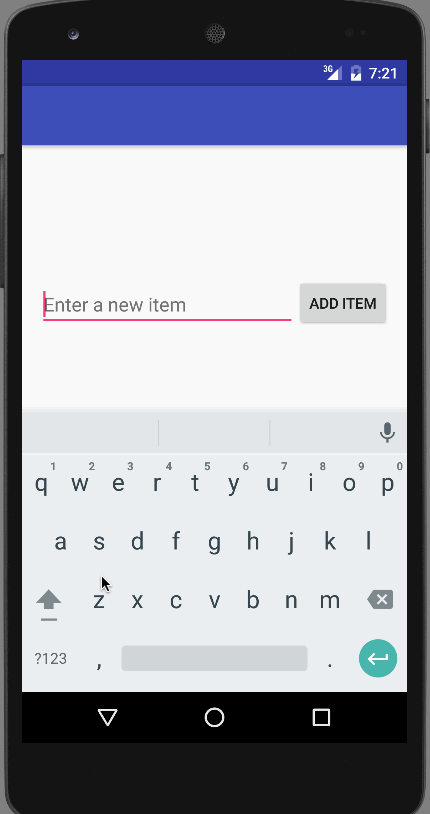 3G 7:21
Enter a new item ADD ITEM
1 2 3 4 5 6 7 8 9 0
q w e r t y u i o p
a s d f g h j k l
z x c v b n m
?123 , .